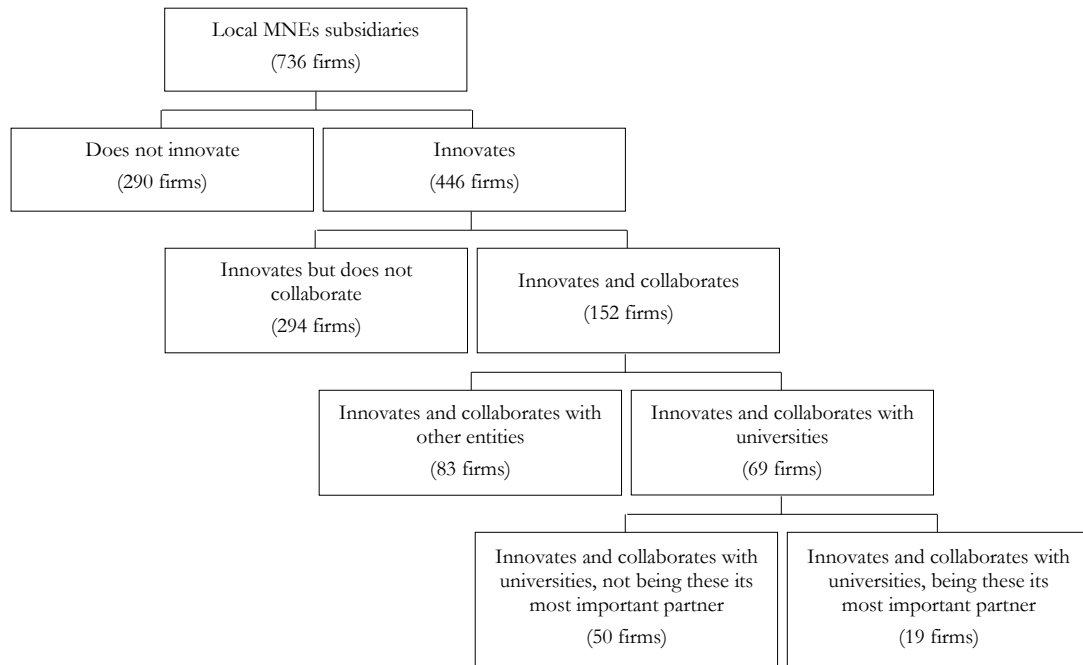 Local MNEs subsidiaries
(736 firms)
Does not innovate
(290 firms)
Innovates
(446 firms)
Innovates but does not
collaborate
(294 firms)
Innovates and collaborates
(152 firms)
Innovates and collaborates with
other entities
(83 firms)
Innovates and collaborates with
universities
(69 firms)
Innovates and collaborates with
universities, not being these its
most important partner
(50 firms)
Innovates and collaborates with
universities, being these its
most important partner
(19 firms)